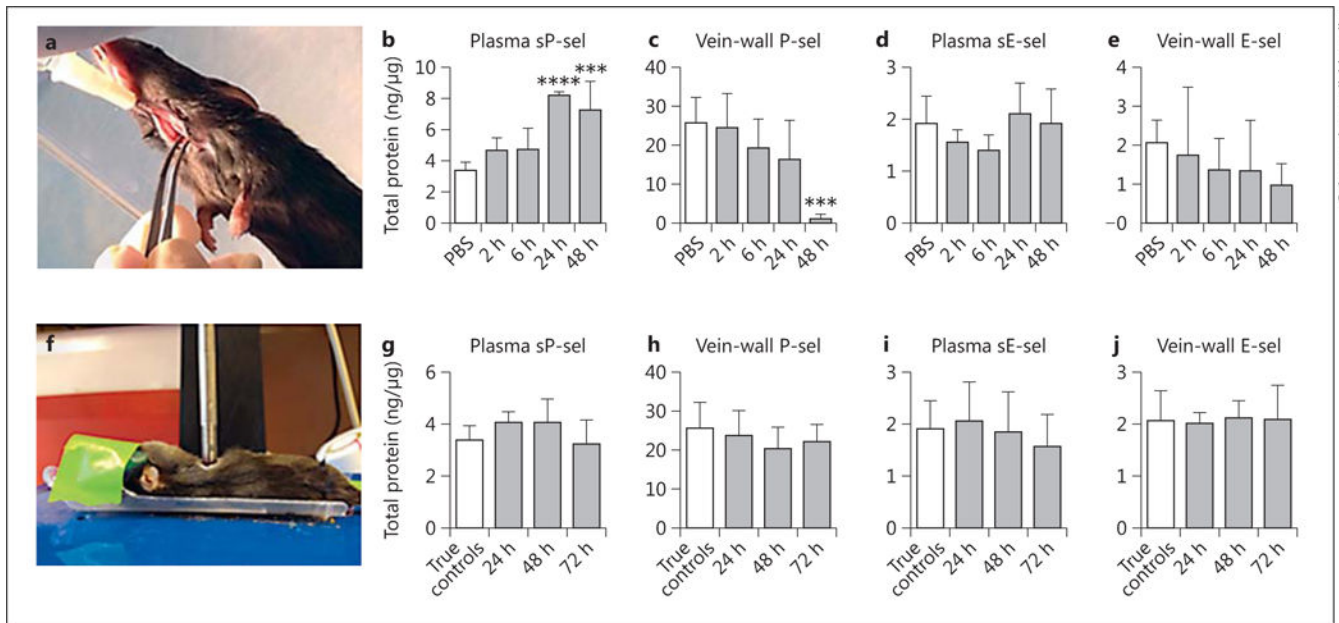 a
b Plasma sP-sel
Total protein (ng/μg)
10
8
6
4
2
0
****
***
PBS
2 h
6 h
24 h
48 h
c Vein-wall P-sel
40
30
20
10
0
***
PBS
2 h
6 h
24 h
48 h
d Plasma sE-sel
3
2
1
0
PBS
2 h
6 h
24 h
48 h
e Vein-wall E-sel
4
3
2
1
–0
PBS
2 h
6 h
24 h
48 h
f
g Plasma sP-sel
Total protein (ng/μg)
6
4
2
0
True
controls
24 h
48 h
72 h
h Vein-wall P-sel
40
30
20
10
0
True
controls
24 h
48 h
72 h
i Plasma sE-sel
3
2
1
0
True
controls
24 h
48 h
72 h
j Vein-wall E-sel
3
2
1
0
True
controls
24 h
48 h
72 h